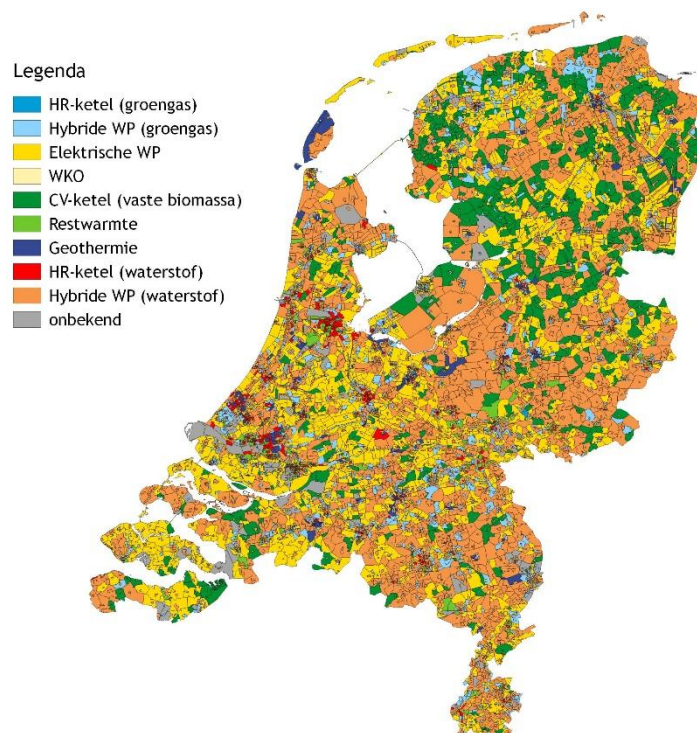 Legenda
HR-ketel (groengas)
Hybride WP (groengas)
Elektrische WP
WKO
CV-ketel (vaste biomassa)
Restwarmte
Geothermie
HR-ketel (waterstof)
Hybride WP (waterstof)
onbekend